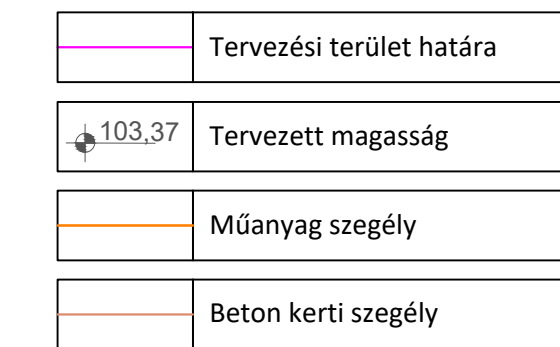 Tervezési terület határa
103,37 Tervezett magasság
Műanyag szegély
Beton kerti szegély